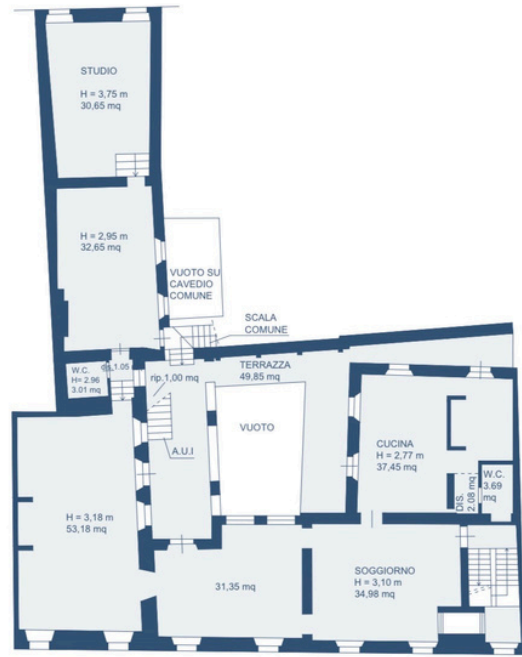 STUDIO
H = 3,75 m
30,65 mq
H = 2,95 m
32,65 mq
VUOTO SU
CAVEDIO
COMUNE
SCALA
COMUNE
W.C.
H= 2.96
3.01 mq
1.05
rip.1,00 mq
TERRAZZA
49,85 mq
VUOTO
A.U.I
CUCINA
H = 2,77 m
37,45 mq
DIS.
2.08 mq
W.C.
3.69
mq
H = 3,18 m
53,18 mq
31,35 mq
SOGGIORNO
H = 3,10 m
34,98 mq